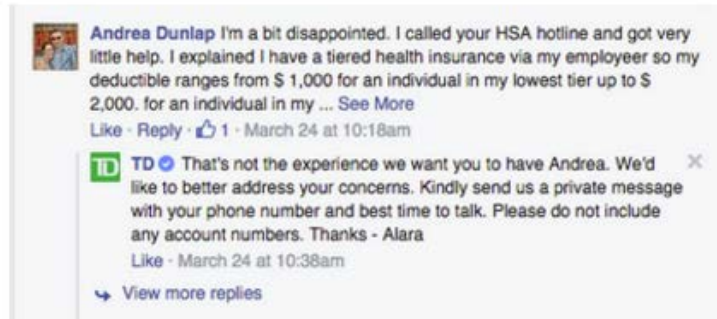 Andrea Dunlap I'm a bit disappointed. I called your HSA hotline and got very
little help. I explained I have a tiered health insurance via my employeer so my
deductible ranges from $ 1,000 for an individual in my lowest tier up to $
2,000. for an individual in my ... See More
Like · Reply · 1 · March 24 at 10:18am
TD TD That's not the experience we want you to have Andrea. We'd
like to better address your concerns. Kindly send us a private message
with your phone number and best time to talk. Please do not include
any account numbers. Thanks - Alara
Like · March 24 at 10:38am
View more replies